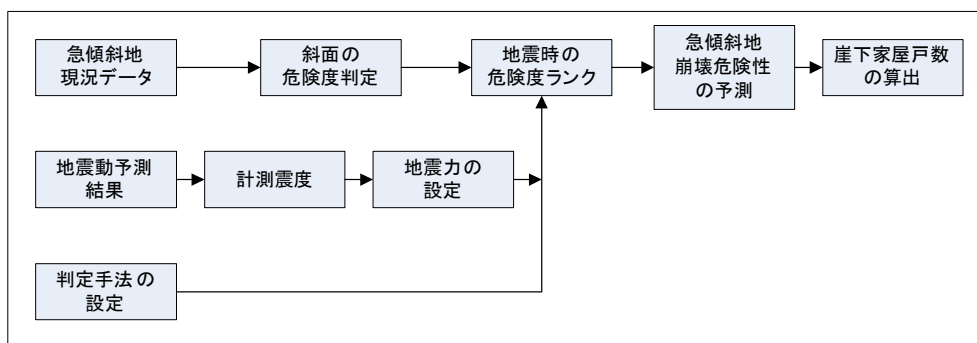 急傾斜地
現況データ
斜面の
危険度判定
地震時の
危険度ランク
急傾斜地
崩壊危険性
の予測
崖下家屋戸数
の算出
地震動予測
結果
計測震度
地震力の
設定
判定手法の
設定